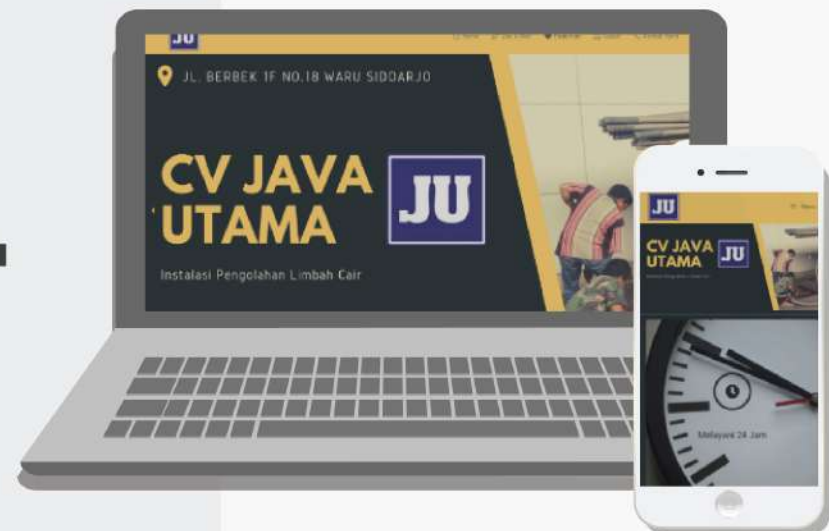 JU
JL. BERBEK 1F NO.18 WARU SIDOARJO
CV JAVA
UTAMA
JU
Instalasi Pengolahan Limbah Cair
JU
CV JAVA
UTAMA
JU
Melayani 24 Jam